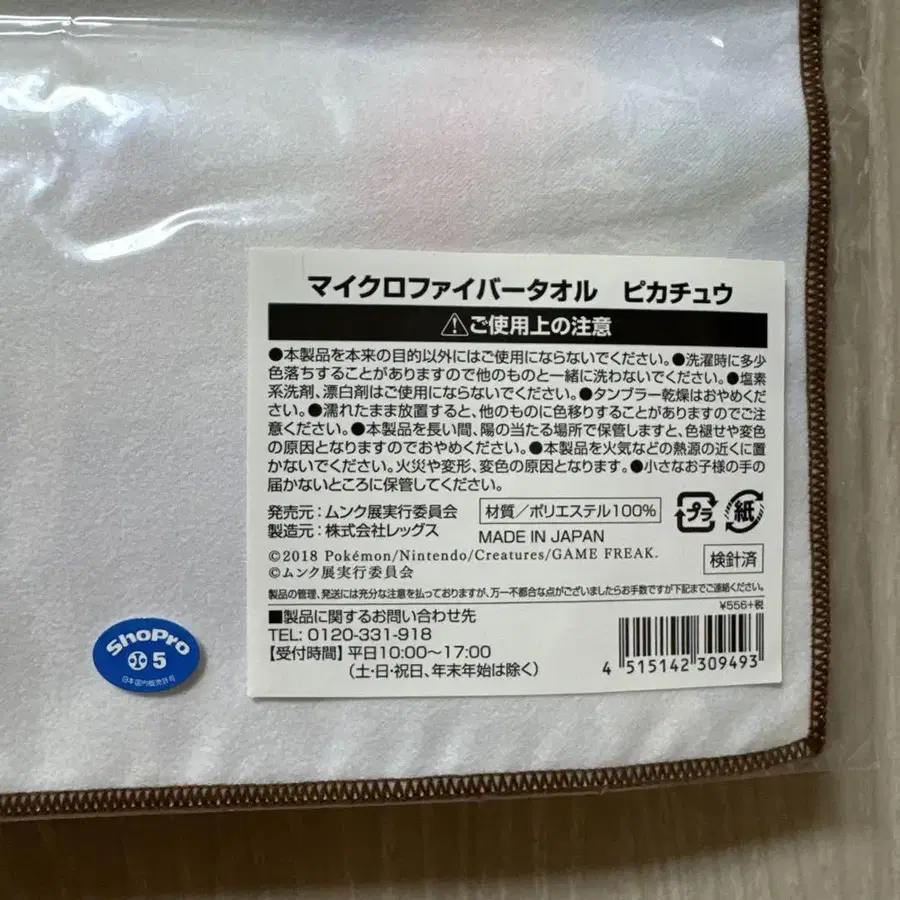 マイクロファイバータオル　ピカチュウ
⚠ご使用上の注意
●本製品を本来の目的以外にはご使用にならないでください。●洗濯時に多少
色落ちすることがありますので他のものと一緒に洗わないでください。●塩素
系洗剤、漂白剤はご使用にならないでください。●タンブラー乾燥はおやめくだ
さい。●濡れたまま放置すると、他のものに色移りすることがありますのでご注
意ください。●本製品を長い間、陽の当たる場所で保管しますと、色褪せや変色
の原因となりますのでおやめください。●本製品を火気などの熱源の近くに置
かないでください。火災や変形、変色の原因となります。●小さなお子様の手の
届かないところに保管してください。
発売元：ムンク展実行委員会
製造元：株式会社レッグス
材質／ポリエステル100%
MADE IN JAPAN
プラ
紙
©2018 Pokémon/Nintendo/Creatures/GAME FREAK.
©ムンク展実行委員会
検針済
製品の管理、発送には充分な注意を払っておりますが、万一不都合な点がございましたらお手数ですが下記までご連絡ください。
¥556+税
■製品に関するお問い合わせ先
TEL: 0120-331-918
【受付時間】平日10:00〜17:00
（土・日・祝日、年末年始は除く）
4 515142 309493
ShoPro
5
日本国内販売許可